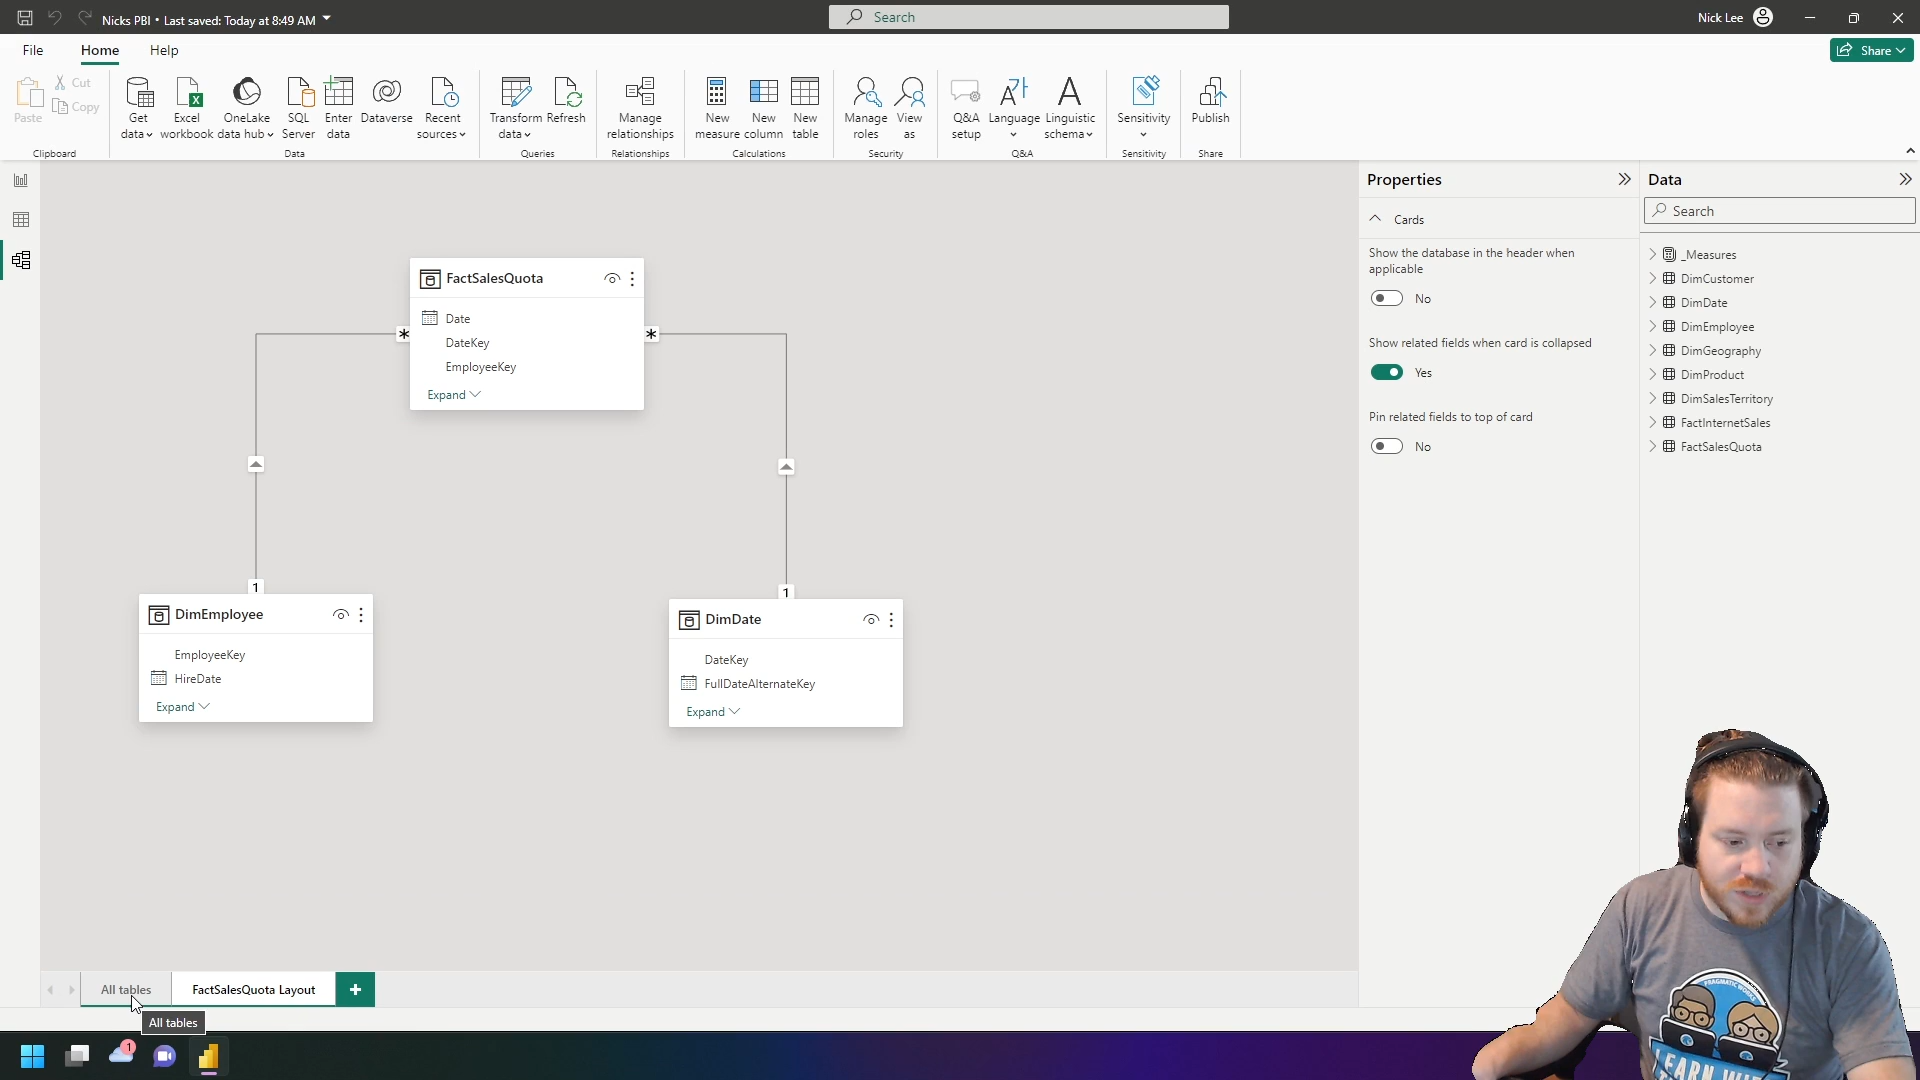 Nicks PBI • Last saved: Today at 8:49 AM
Search
Nick Lee
File
Home
Help
Share
Paste
Cut
Copy
Clipboard
Get data
Excel workbook
OneLake data hub
SQL Server
Enter data
Dataverse
Recent sources
Data
Transform data
Refresh
Queries
Manage relationships
Relationships
New measure
New column
New table
Calculations
Manage roles
View as
Security
Q&A setup
Language
Linguistic schema
Q&A
Sensitivity
Sensitivity
Publish
Share
FactSalesQuota
Date
DateKey
EmployeeKey
Expand
*
*
1
1
DimEmployee
EmployeeKey
HireDate
Expand
DimDate
DateKey
FullDateAlternateKey
Expand
Properties
Cards
Show the database in the header when
applicable
No
Show related fields when card is collapsed
Yes
Pin related fields to top of card
No
Data
Search
_Measures
DimCustomer
DimDate
DimEmployee
DimGeography
DimProduct
DimSalesTerritory
FactInternetSales
FactSalesQuota
All tables
FactSalesQuota Layout
+
All tables
1
PRAGMATIC WORKS
LEARN